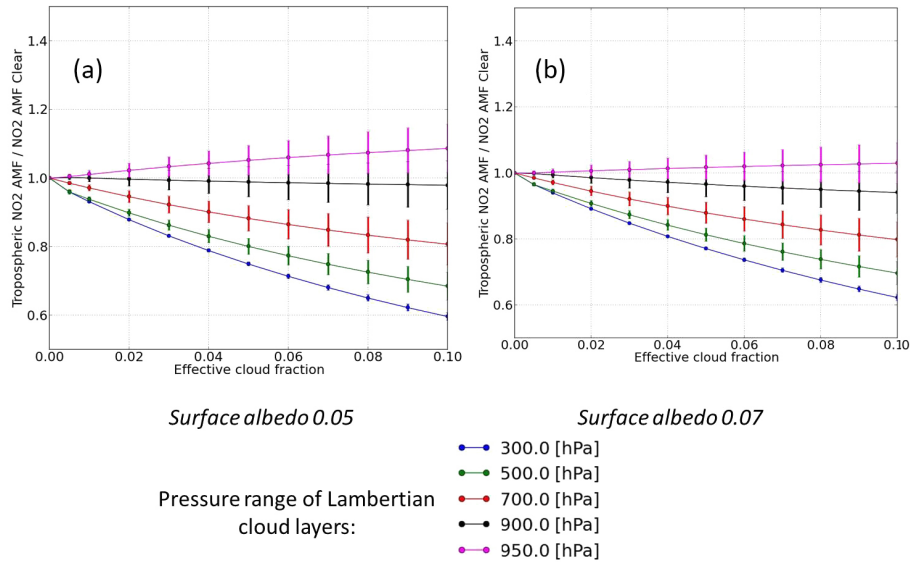 (a)
Tropospheric NO2 AMF / NO2 AMF Clear
1.4
1.2
1.0
0.8
0.6
0.00
0.02
0.04
0.06
0.08
0.10
Effective cloud fraction
Surface albedo 0.05
(b)
Tropospheric NO2 AMF / NO2 AMF Clear
1.4
1.2
1.0
0.8
0.6
0.00
0.02
0.04
0.06
0.08
0.10
Effective cloud fraction
Surface albedo 0.07
Pressure range of Lambertian
cloud layers:
300.0 [hPa]
500.0 [hPa]
700.0 [hPa]
900.0 [hPa]
950.0 [hPa]